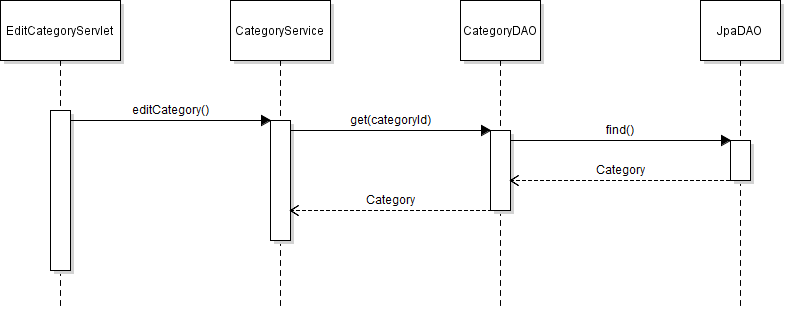 EditCategoryServlet
CategoryService
CategoryDAO
JpaDAO
editCategory()
get(categoryId)
find()
Category
Category